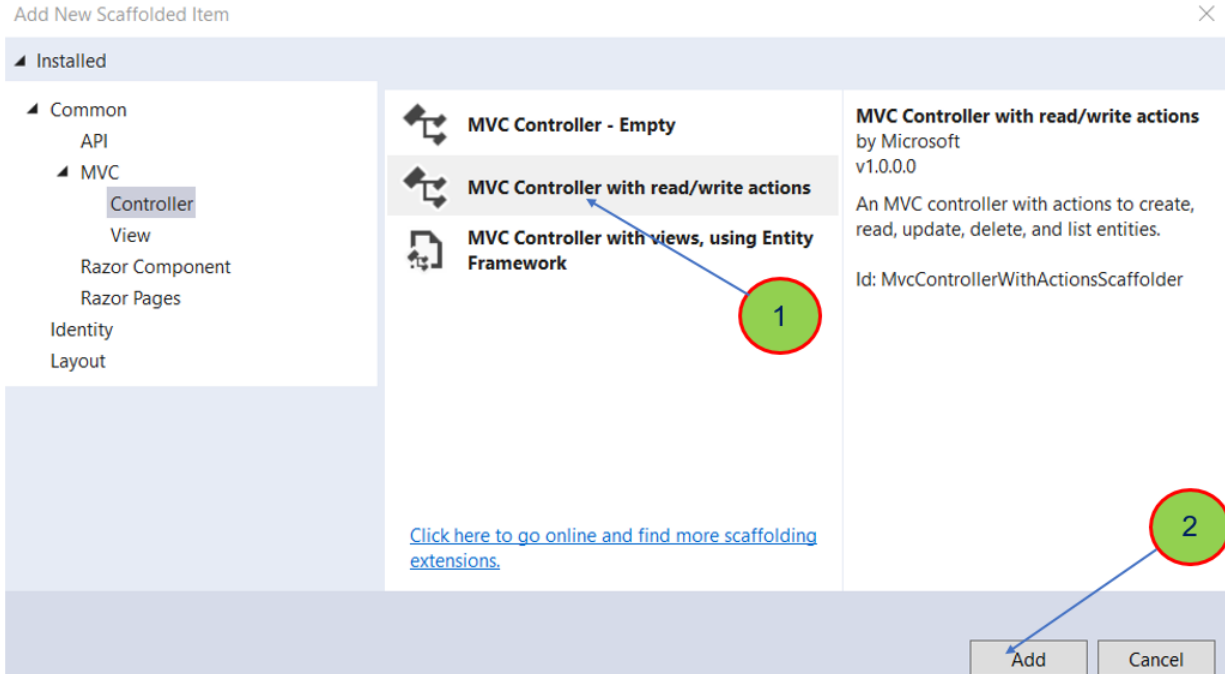 Add New Scaffolded Item
Installed
Common
API
MVC
Controller
View
Razor Component
Razor Pages
Identity
Layout
MVC Controller - Empty
MVC Controller with read/write actions
MVC Controller with views, using Entity
Framework
1
Click here to go online and find more scaffolding
extensions.
MVC Controller with read/write actions
by Microsoft
v1.0.0.0
An MVC controller with actions to create,
read, update, delete, and list entities.
Id: MvcControllerWithActionsScaffolder
2
Add
Cancel